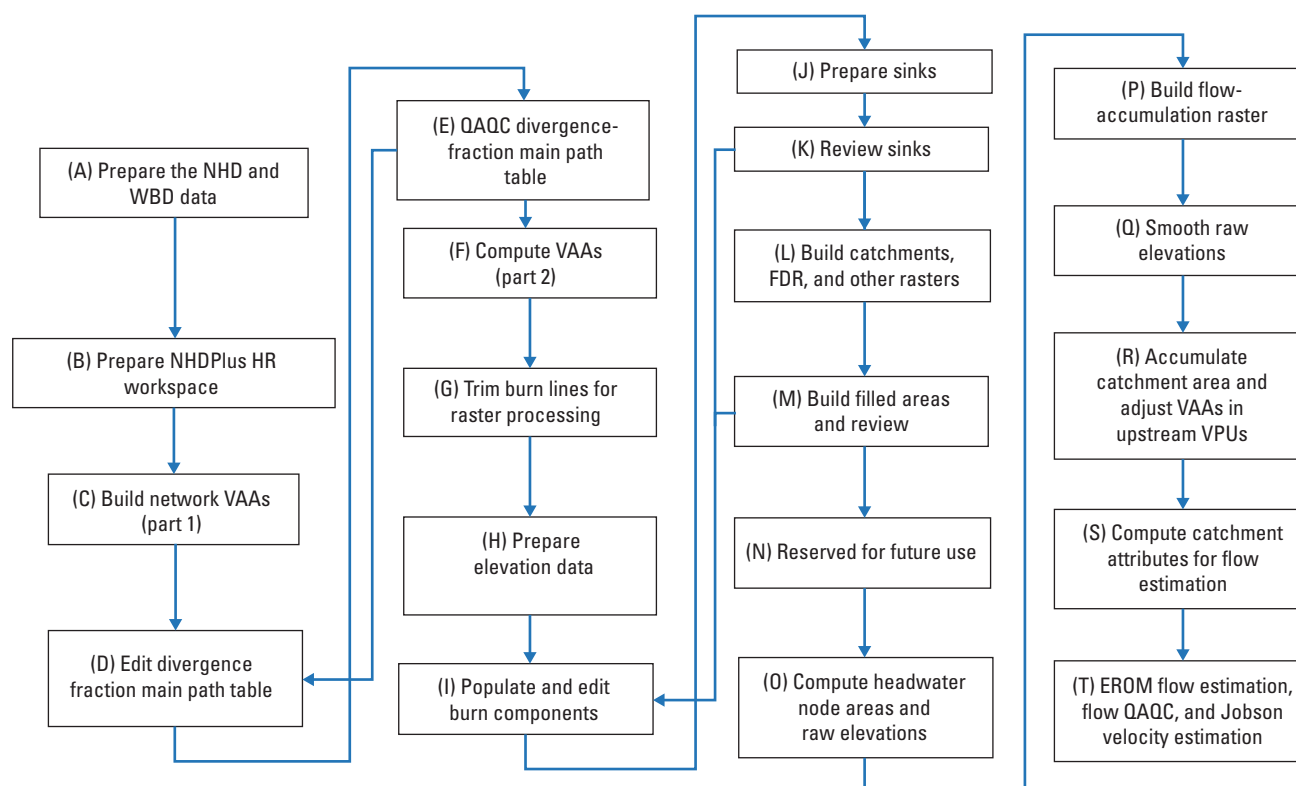 (A) Prepare the NHD and
WBD data
(B) Prepare NHDPlus HR
workspace
(C) Build network VAAs
(part 1)
(D) Edit divergence
fraction main path table
(E) QAQC divergence-
fraction main path
table
(F) Compute VAAs
(part 2)
(G) Trim burn lines for
raster processing
(H) Prepare
elevation data
(I) Populate and edit
burn components
(J) Prepare sinks
(K) Review sinks
(L) Build catchments,
FDR, and other rasters
(M) Build filled areas
and review
(N) Reserved for future use
(O) Compute headwater
node areas and
raw elevations
(P) Build flow-
accumulation raster
(Q) Smooth raw
elevations
(R) Accumulate
catchment area and
adjust VAAs in
upstream VPUs
(S) Compute catchment
attributes for flow
estimation
(T) EROM flow estimation,
flow QAQC, and Jobson
velocity estimation